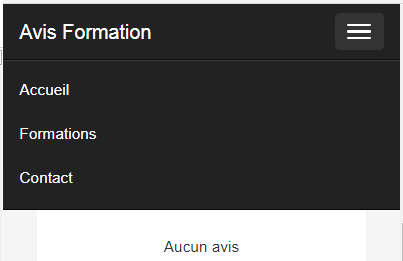 Avis Formation
Accueil
Formations
Contact
Aucun avis